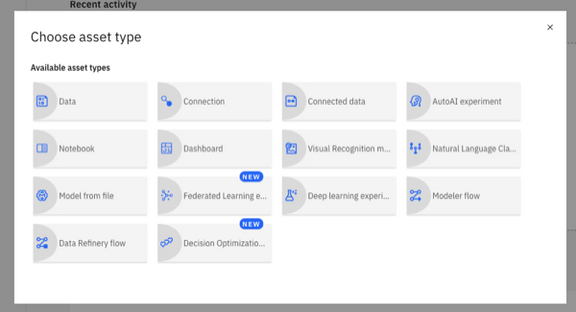 Recent activity
Choose asset type
Available asset types
Data
Connection
Connected data
AutoAI experiment
Notebook
Dashboard
Visual Recognition m...
Natural Language Cla...
NEW
Model from file
Federated Learning e...
Deep learning experi...
Modeler flow
NEW
Data Refinery flow
Decision Optimizatio...